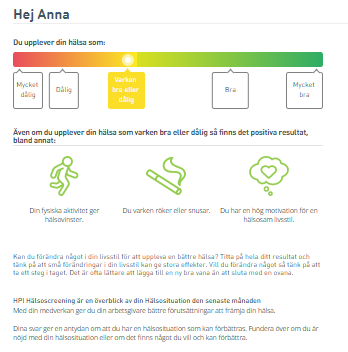 Hej Anna
Du upplever din hälsa som:
Mycket
dålig
Dålig
Varken
bra eller
dålig
Bra
Mycket
bra
Även om du upplever din hälsa som varken bra eller dålig så finns det positiva resultat,
bland annat:
Din fysiska aktivitet ger
hälsovinster.
Du varken röker eller snusar.
Du har en hög motivation för en
hälsosam livsstil.
Kan du förändra något i din livsstil för att uppleva en bättre hälsa? Titta på hela ditt resultat och
tänk på att små förändringar i din livsstil kan ge stora effekter. Vill du förändra något så tänk på att
ta ett steg i taget. Det är ofta lättare att lägga till en ny bra vana än att sluta med en ovana.
HPI Hälsoscreening är en överblick av din Hälsosituation den senaste månaden
Med din medverkan ger du din arbetsgivare bättre förutsättningar att främja din hälsa.
Dina svar ger en antydan om att du har en hälsosituation som kan förbättras. Fundera över om du är
nöjd med din hälsosituation eller om det finns något du vill och kan förbättra.